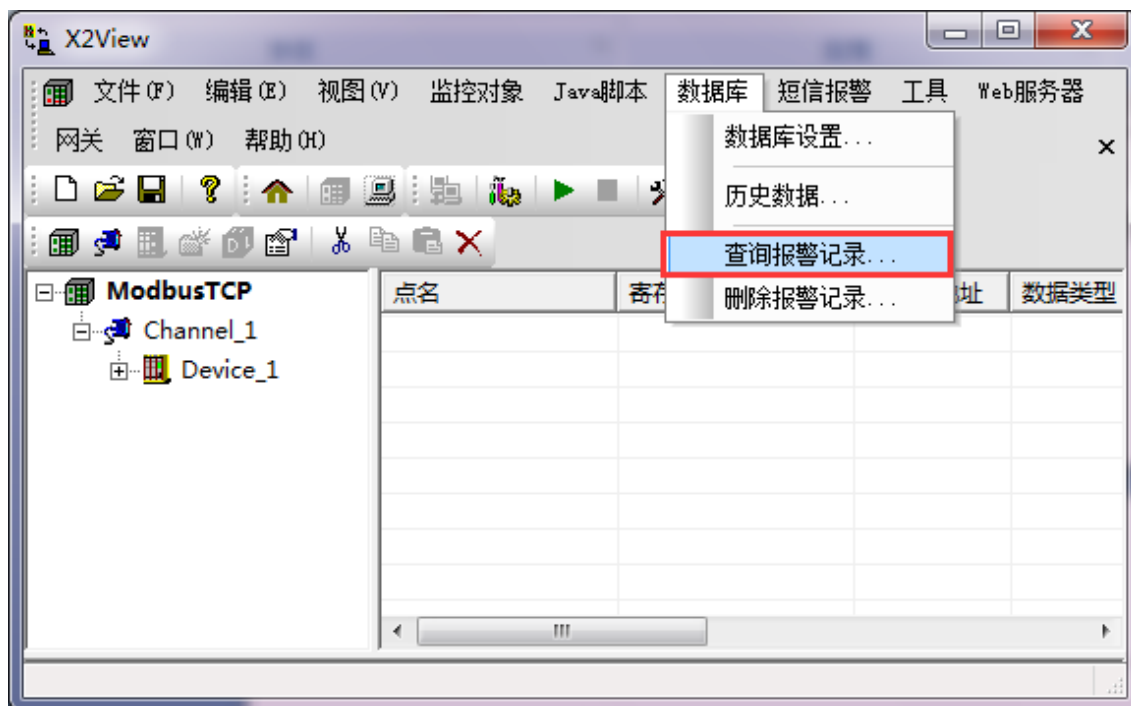 X2View
文件(F) 编辑(E) 视图(V) 监控对象 Java脚本 数据库 短信报警 工具 Web服务器
网关 窗口(W) 帮助(H)
数据库设置...
历史数据...
查询报警记录...
删除报警记录...
ModbusTCP
Channel_1
Device_1
点名 寄存 址 数据类型